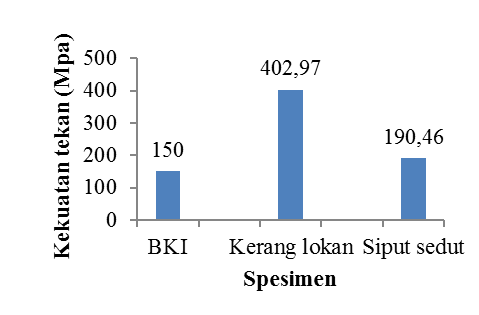 Kekuatan tekan (Mpa)
500
400
300
200
100
0
150
402,97
190,46
BKI
Kerang lokan
Siput sedut
Spesimen